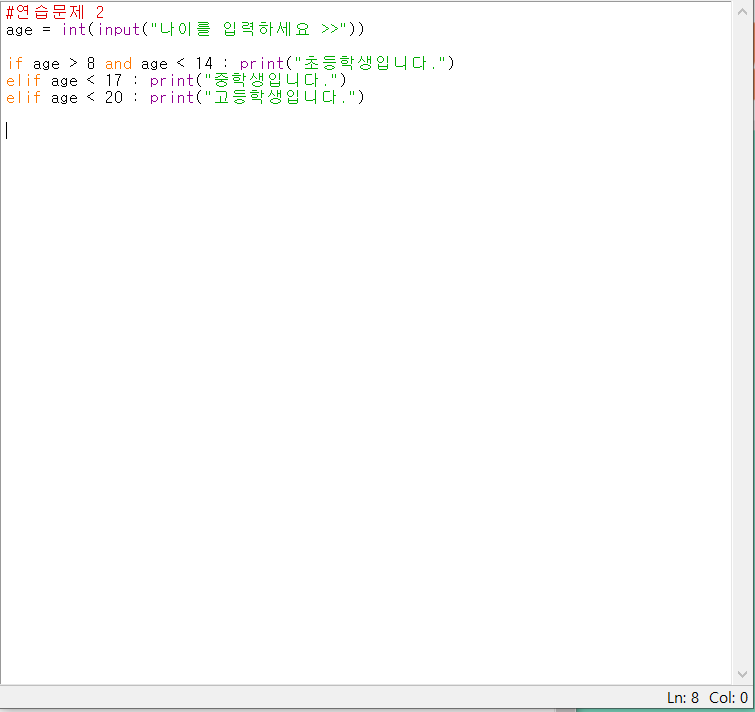 #연습문제 2
age = int(input("나이를 입력하세요 >>"))
if age > 8 and age < 14 : print("초등학생입니다.")
elif age < 17 : print("중학생입니다.")
elif age < 20 : print("고등학생입니다.")
Ln: 8 Col: 0